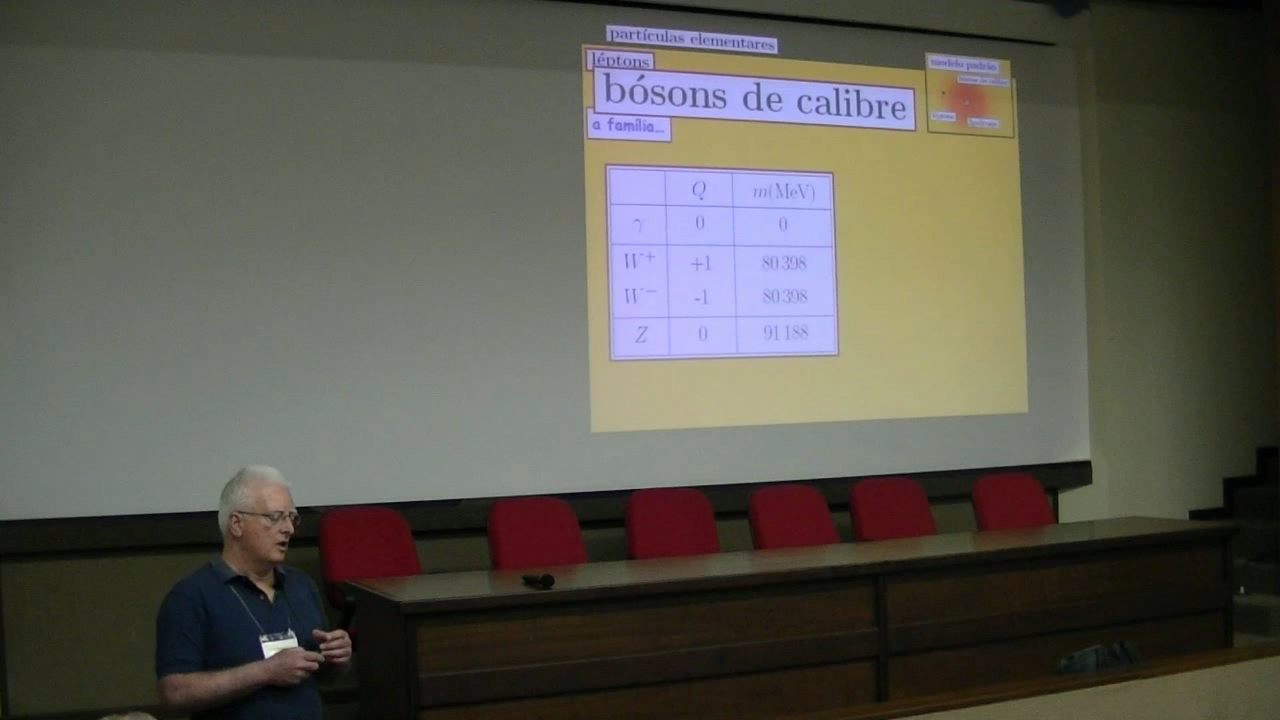 partículas elementares
léptons
modelo padrão
bósons de calibre
a família...
Q m(MeV)
γ 0 0
W⁺ +1 80 398
W⁻ -1 80 398
Z 0 91 188